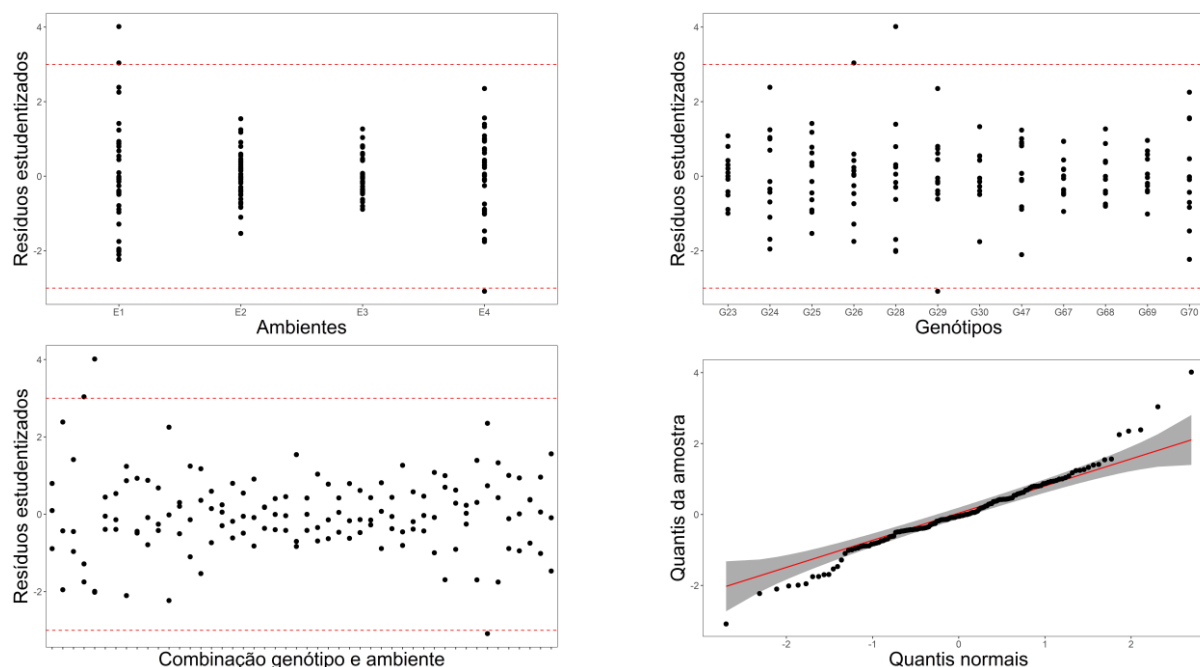 Resíduos estudentizados
4
2
0
-2
E1 E2 E3 E4
Ambientes
Resíduos estudentizados
4
2
0
-2
G23 G24 G25 G26 G28 G29 G30 G47 G67 G68 G69 G70
Genótipos
Resíduos estudentizados
4
2
0
-2
Combinação genótipo e ambiente
Quantis da amostra
4
2
0
-2
-2 -1 0 1 2
Quantis normais